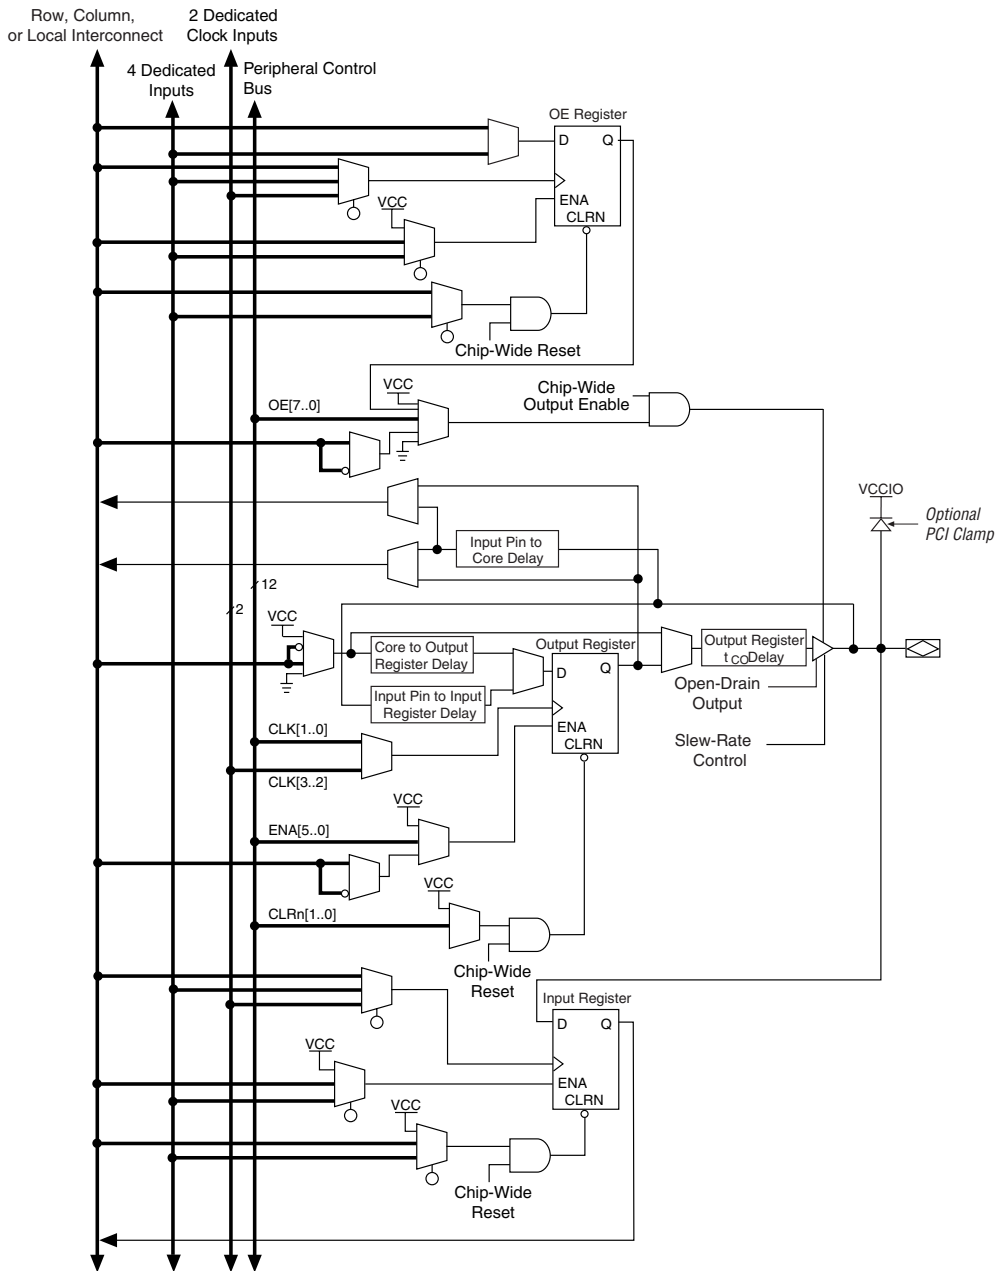 Row, Column,
or Local Interconnect
2 Dedicated
Clock Inputs
4 Dedicated
Inputs
Peripheral Control
Bus
OE Register
D Q
ENA
CLRN
VCC
Chip-Wide Reset
VCC
OE[7..0]
Chip-Wide
Output Enable
VCCIO
Optional
PCI Clamp
Input Pin to
Core Delay
12
2
VCC
Core to Output
Register Delay
Output Register
Output Register
t CO Delay
D Q
Input Pin to Input
Register Delay
ENA
CLRN
Open-Drain
Output
CLK[1..0]
Slew-Rate
Control
CLK[3..2]
VCC
ENA[5..0]
VCC
CLRn[1..0]
Chip-Wide
Reset
Input Register
D Q
VCC
ENA
CLRN
VCC
Chip-Wide
Reset